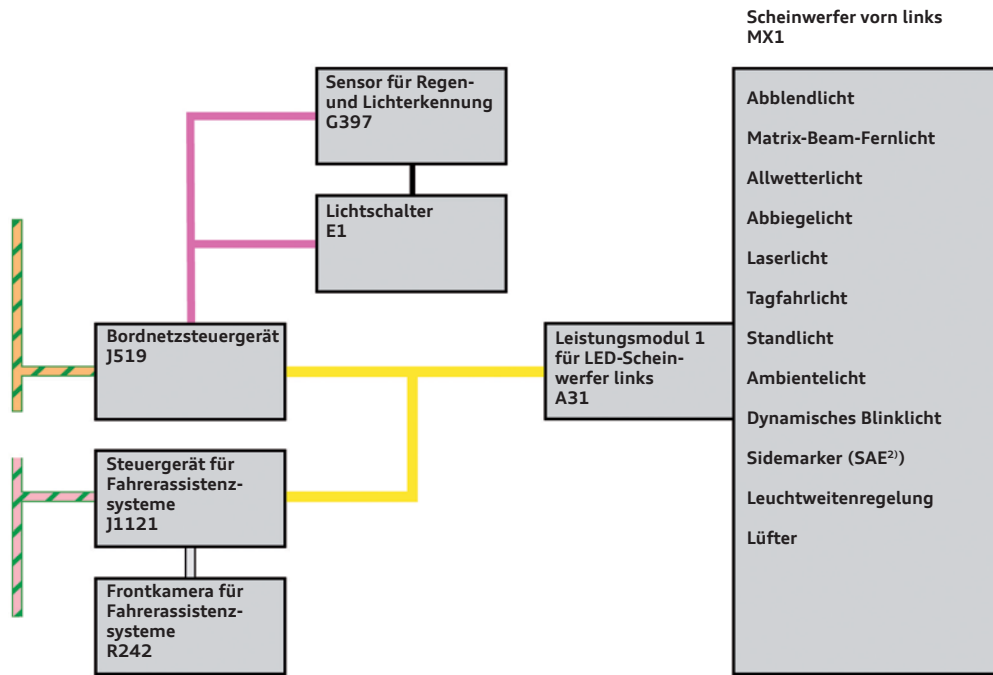 Scheinwerfer vorn links
MX1
Sensor für Regen-
und Lichterkennung
G397
Lichtschalter
E1
Bordnetzsteuergerät
J519
Steuergerät für
Fahrerassistenz-
systeme
J1121
Frontkamera für
Fahrerassistenz-
systeme
R242
Leistungsmodul 1
für LED-Schein-
werfer links
A31
Abblendlicht
Matrix-Beam-Fernlicht
Allwetterlicht
Abbiegelicht
Laserlicht
Tagfahrlicht
Standlicht
Ambientelicht
Dynamisches Blinklicht
Sidemarker (SAE²⁾)
Leuchtweitenregelung
Lüfter